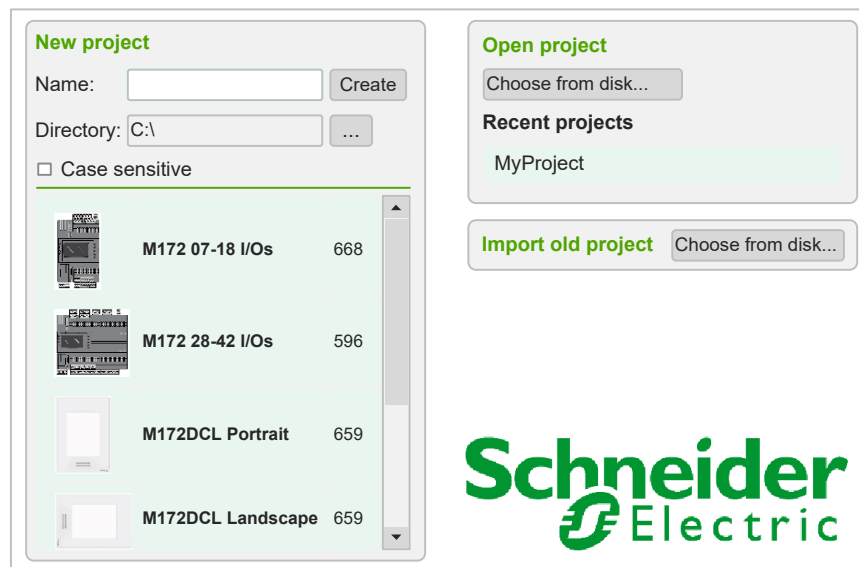 New project
Name:
Create
Directory: C:\ ...
Case sensitive
M172 07-18 I/Os 668
M172 28-42 I/Os 596
M172DCL Portrait 659
M172DCL Landscape 659
Open project
Choose from disk...
Recent projects
MyProject
Import old project Choose from disk...
Schneider
Electric